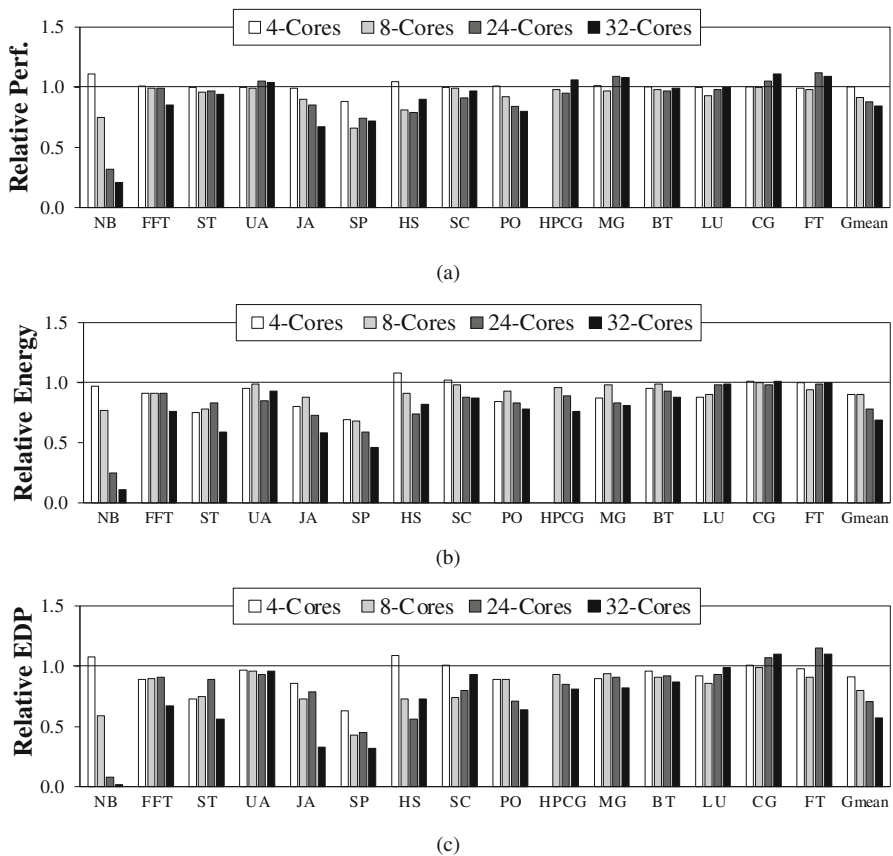 1.5
4-Cores 8-Cores 24-Cores 32-Cores
1.0
0.5
0.0
Relative Perf.
NB FFT ST UA JA SP HS SC PO HPCG MG BT LU CG FT Gmean
(a)
1.5
4-Cores 8-Cores 24-Cores 32-Cores
1.0
0.5
0.0
Relative Energy
NB FFT ST UA JA SP HS SC PO HPCG MG BT LU CG FT Gmean
(b)
1.5
4-Cores 8-Cores 24-Cores 32-Cores
1.0
0.5
0.0
Relative EDP
NB FFT ST UA JA SP HS SC PO HPCG MG BT LU CG FT Gmean
(c)